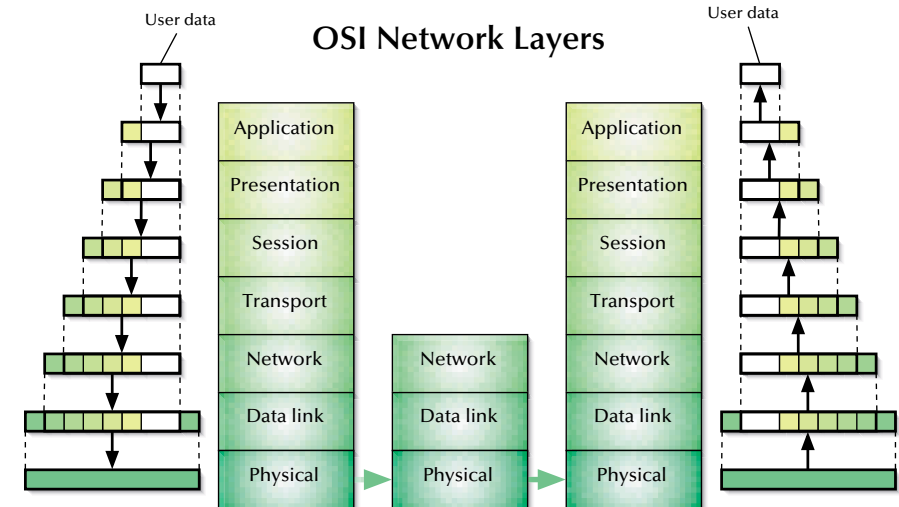 User data
OSI Network Layers
User data
Application
Presentation
Session
Transport
Network
Data link
Physical
Network
Data link
Physical
Application
Presentation
Session
Transport
Network
Data link
Physical